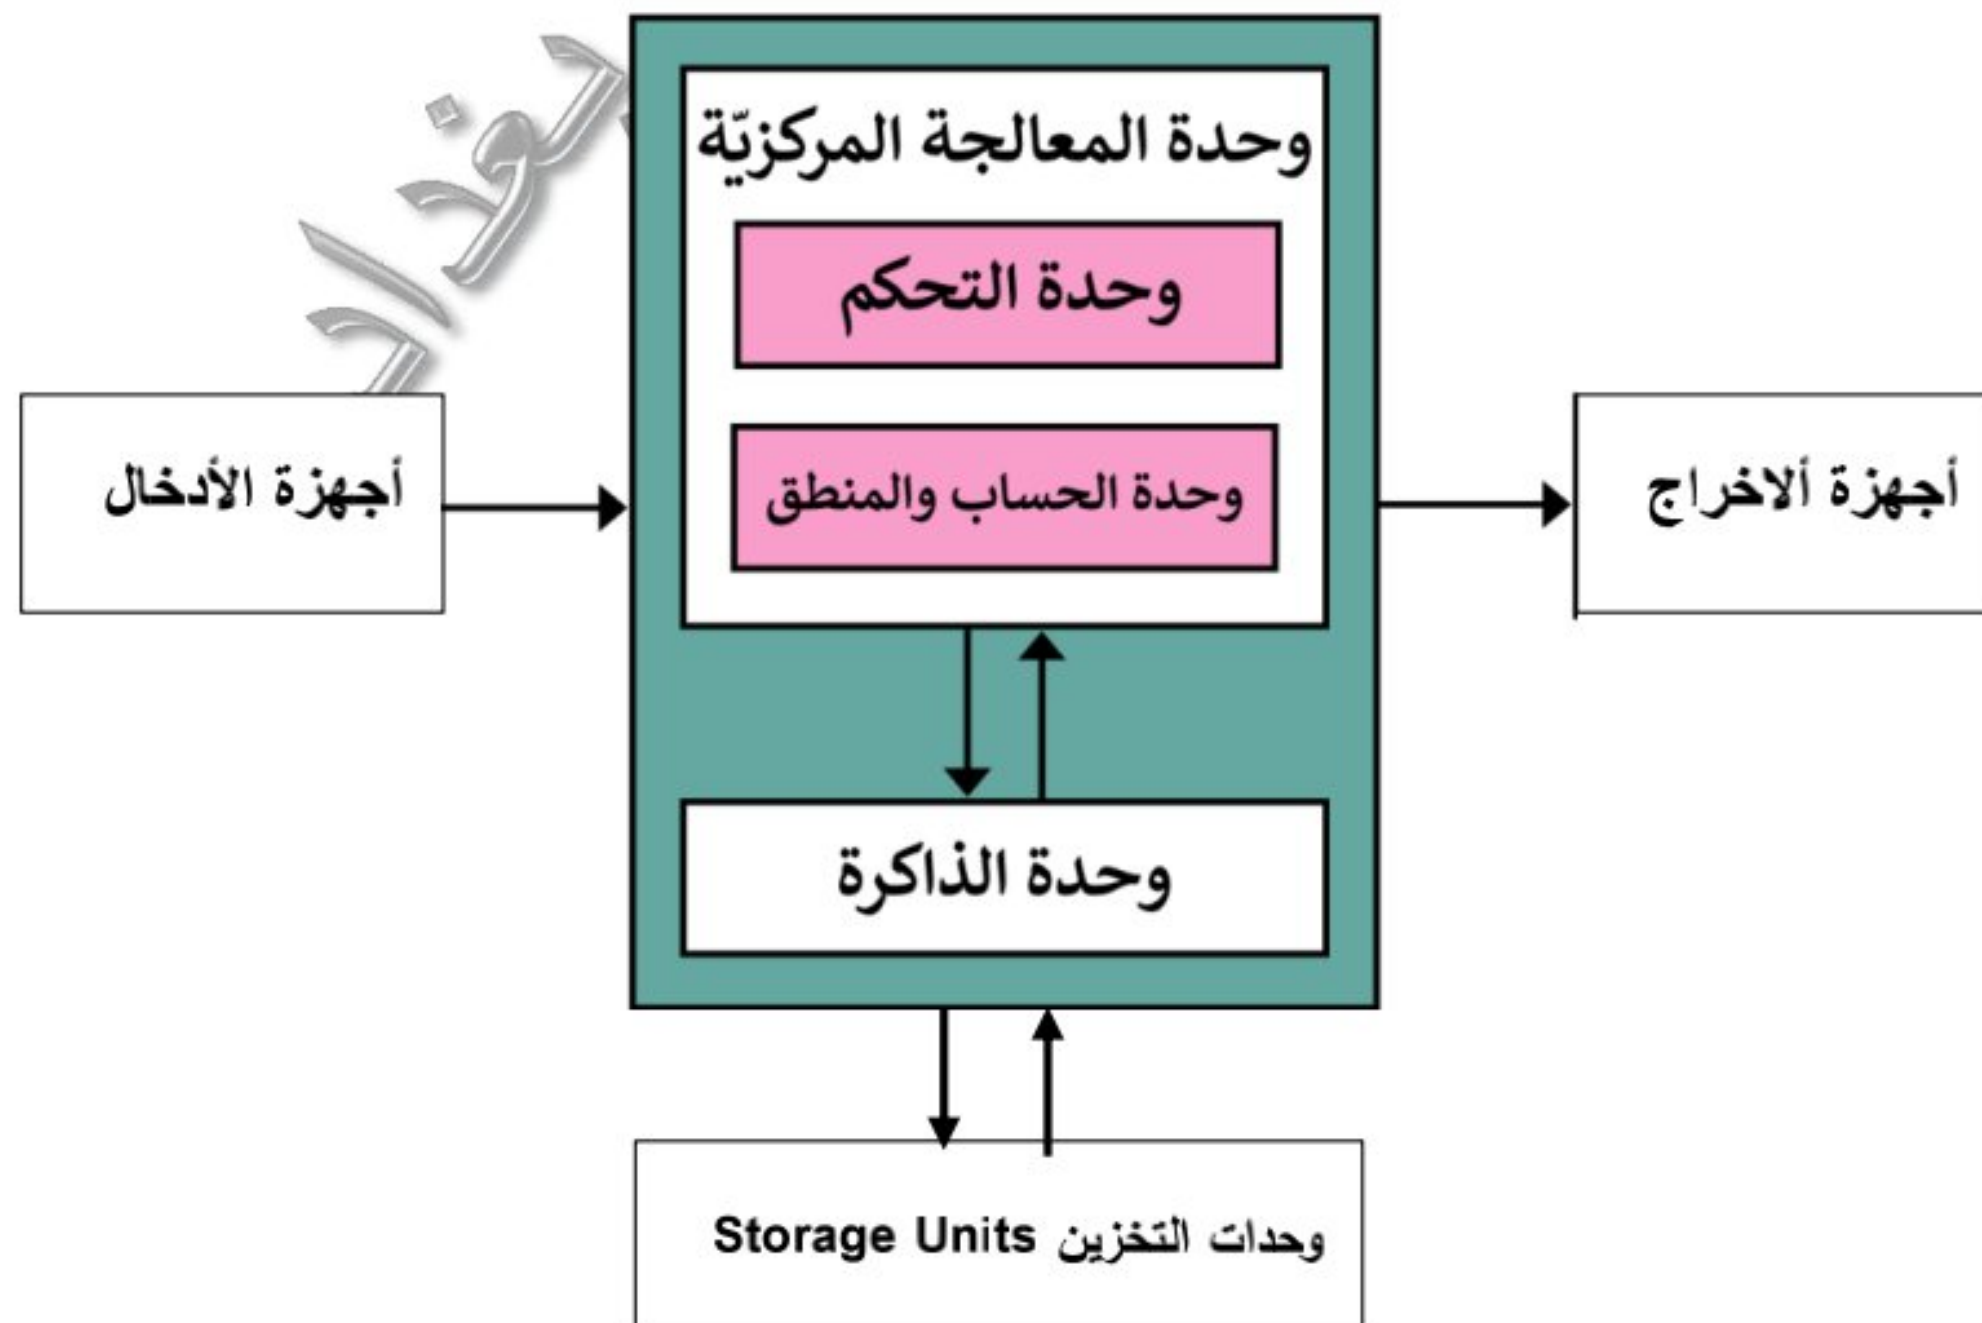 وحدة المعالجة المركزيّة
وحدة التحكم
وحدة الحساب والمنطق
أجهزة الأدخال
أجهزة ألاخراج
وحدة الذاكرة
وحدات التخزين Storage Units